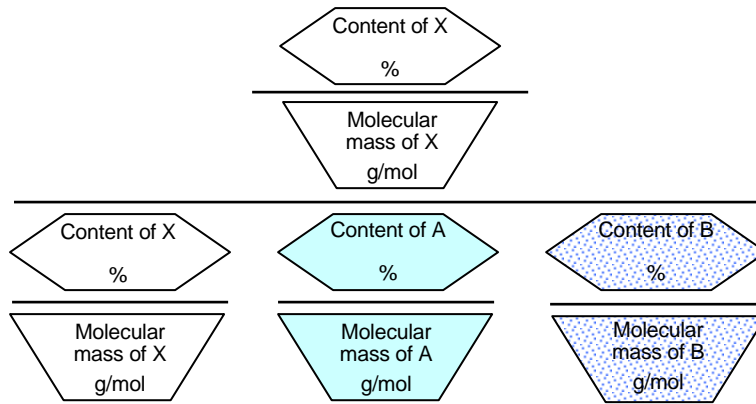 Content of X
%
Molecular
mass of X
g/mol
Content of X
%
Content of A
%
Content of B
%
Molecular
mass of X
g/mol
Molecular
mass of A
g/mol
Molecular
mass of B
g/mol